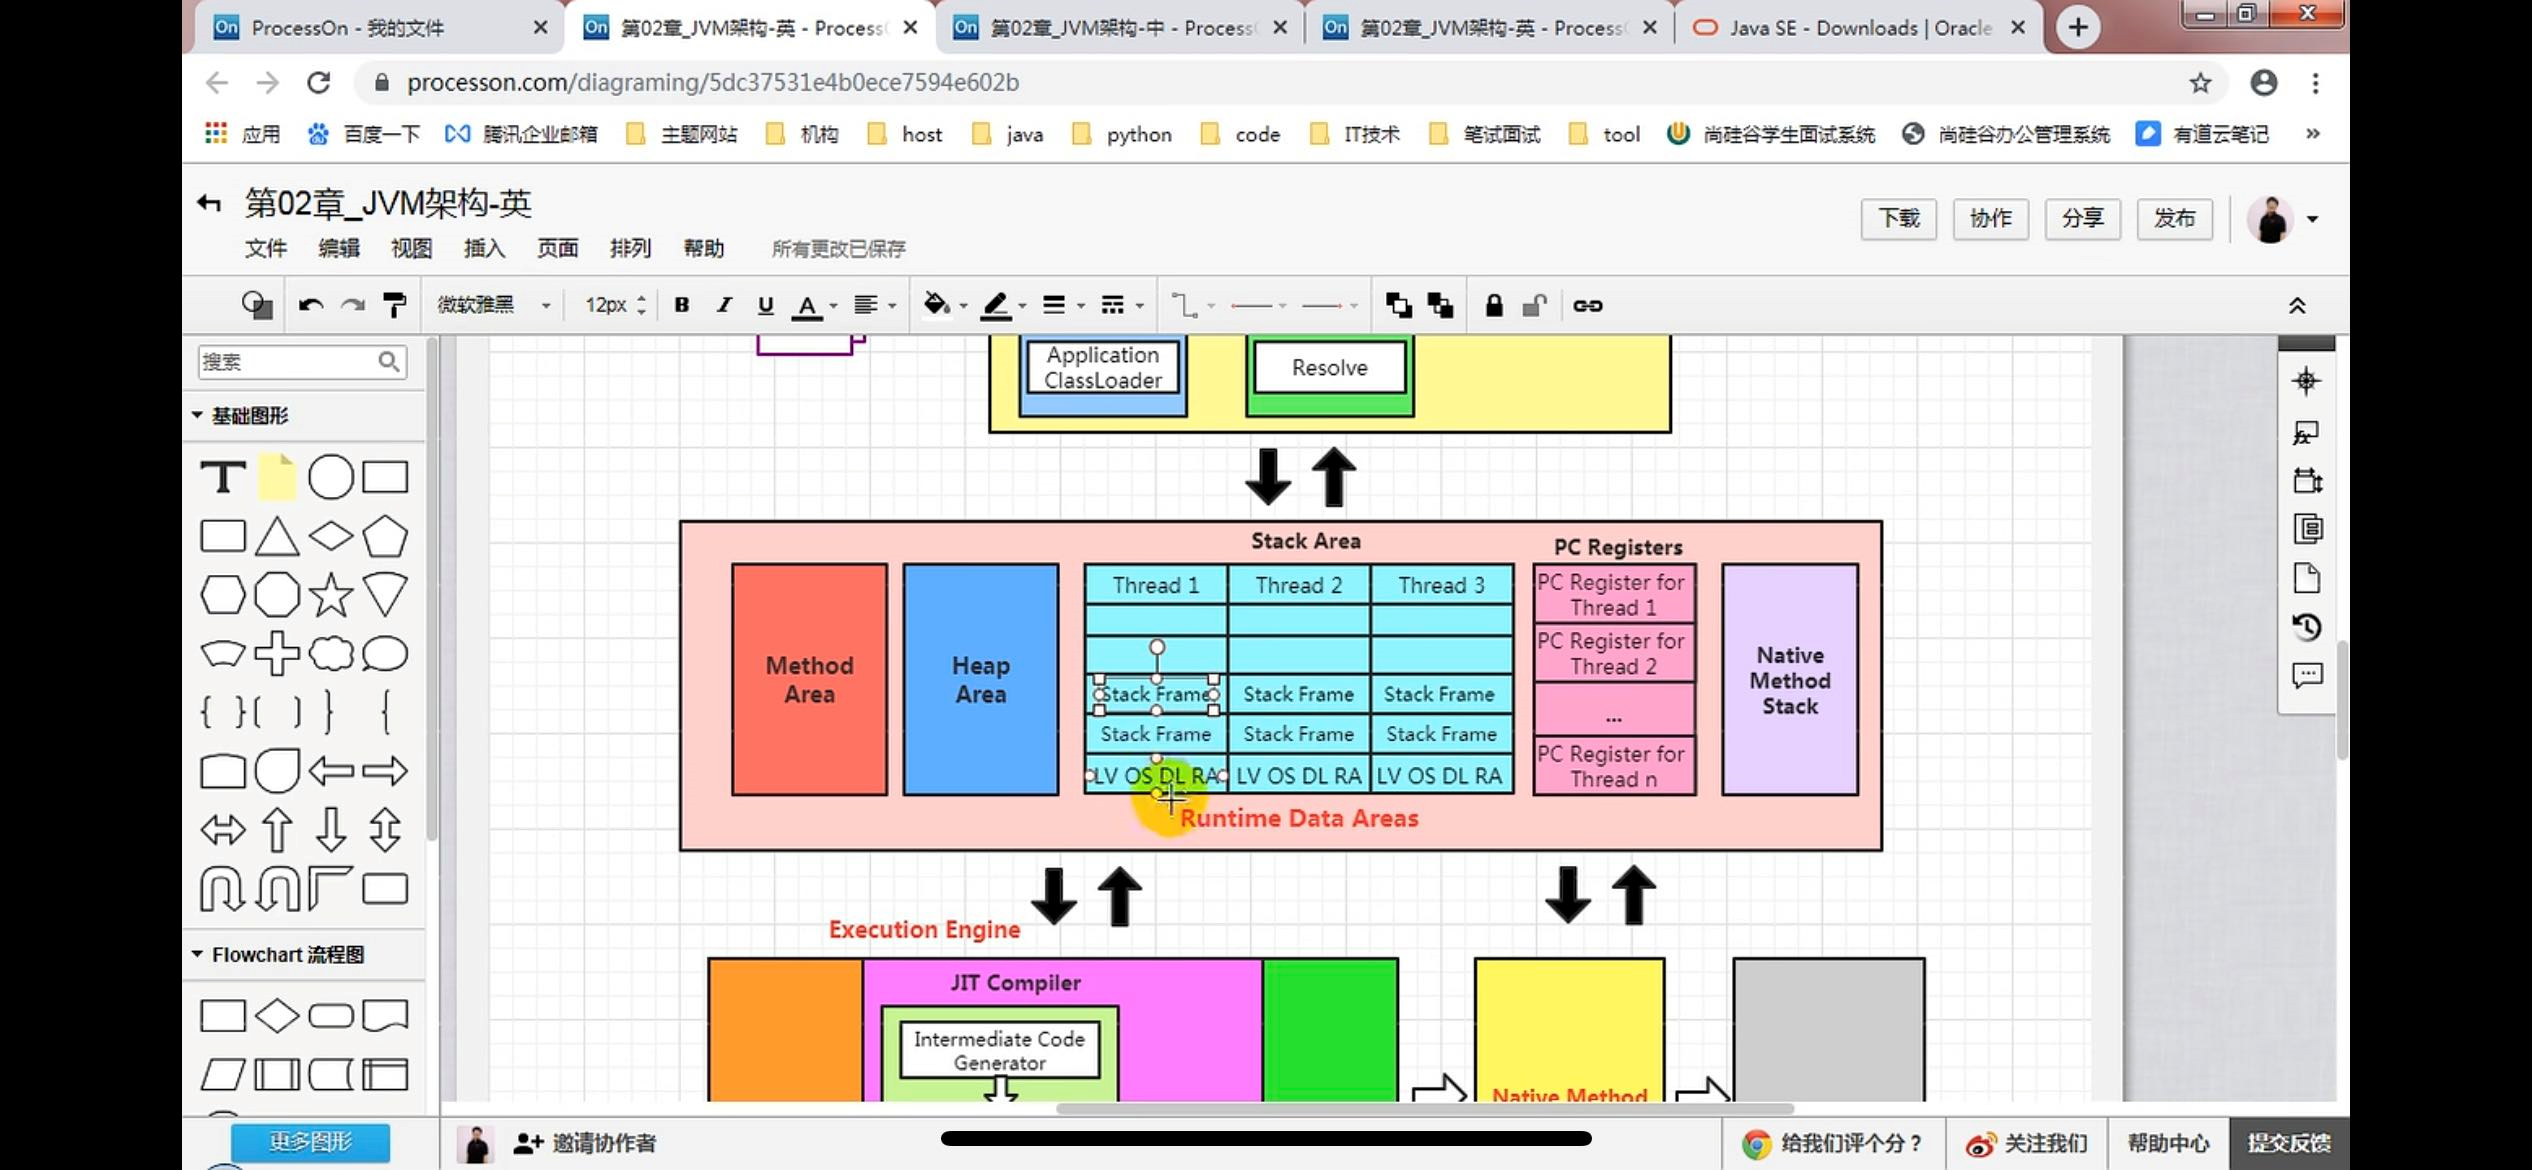 On ProcessOn - 我的文件
On 第02章_JVM架构-英 - Process
On 第02章_JVM架构-中 - Process
On 第02章_JVM架构-英 - Process
Java SE - Downloads | Oracle
processon.com/diagraming/5dc37531e4b0ece7594e602b
应用 百度一下 腾讯企业邮箱 主题网站 机构 host java python code IT技术 笔试面试 tool 尚硅谷学生面试系统 尚硅谷办公管理系统 有道云笔记 »
第02章_JVM架构-英
下载 协作 分享 发布
文件 编辑 视图 插入 页面 排列 帮助 所有更改已保存
微软雅黑 12px B I U A
搜索
基础图形
T
Flowchart 流程图
更多图形
Application
ClassLoader
Resolve
Stack Area
PC Registers
Method
Area
Heap
Area
Thread 1 Thread 2 Thread 3
Stack Frame Stack Frame Stack Frame
Stack Frame Stack Frame Stack Frame
LV OS DL RA LV OS DL RA LV OS DL RA
PC Register for
Thread 1
PC Register for
Thread 2
...
PC Register for
Thread n
Native
Method
Stack
Runtime Data Areas
Execution Engine
JIT Compiler
Intermediate Code
Generator
Native Method
邀请协作者
给我们评个分？
关注我们
帮助中心
提交反馈